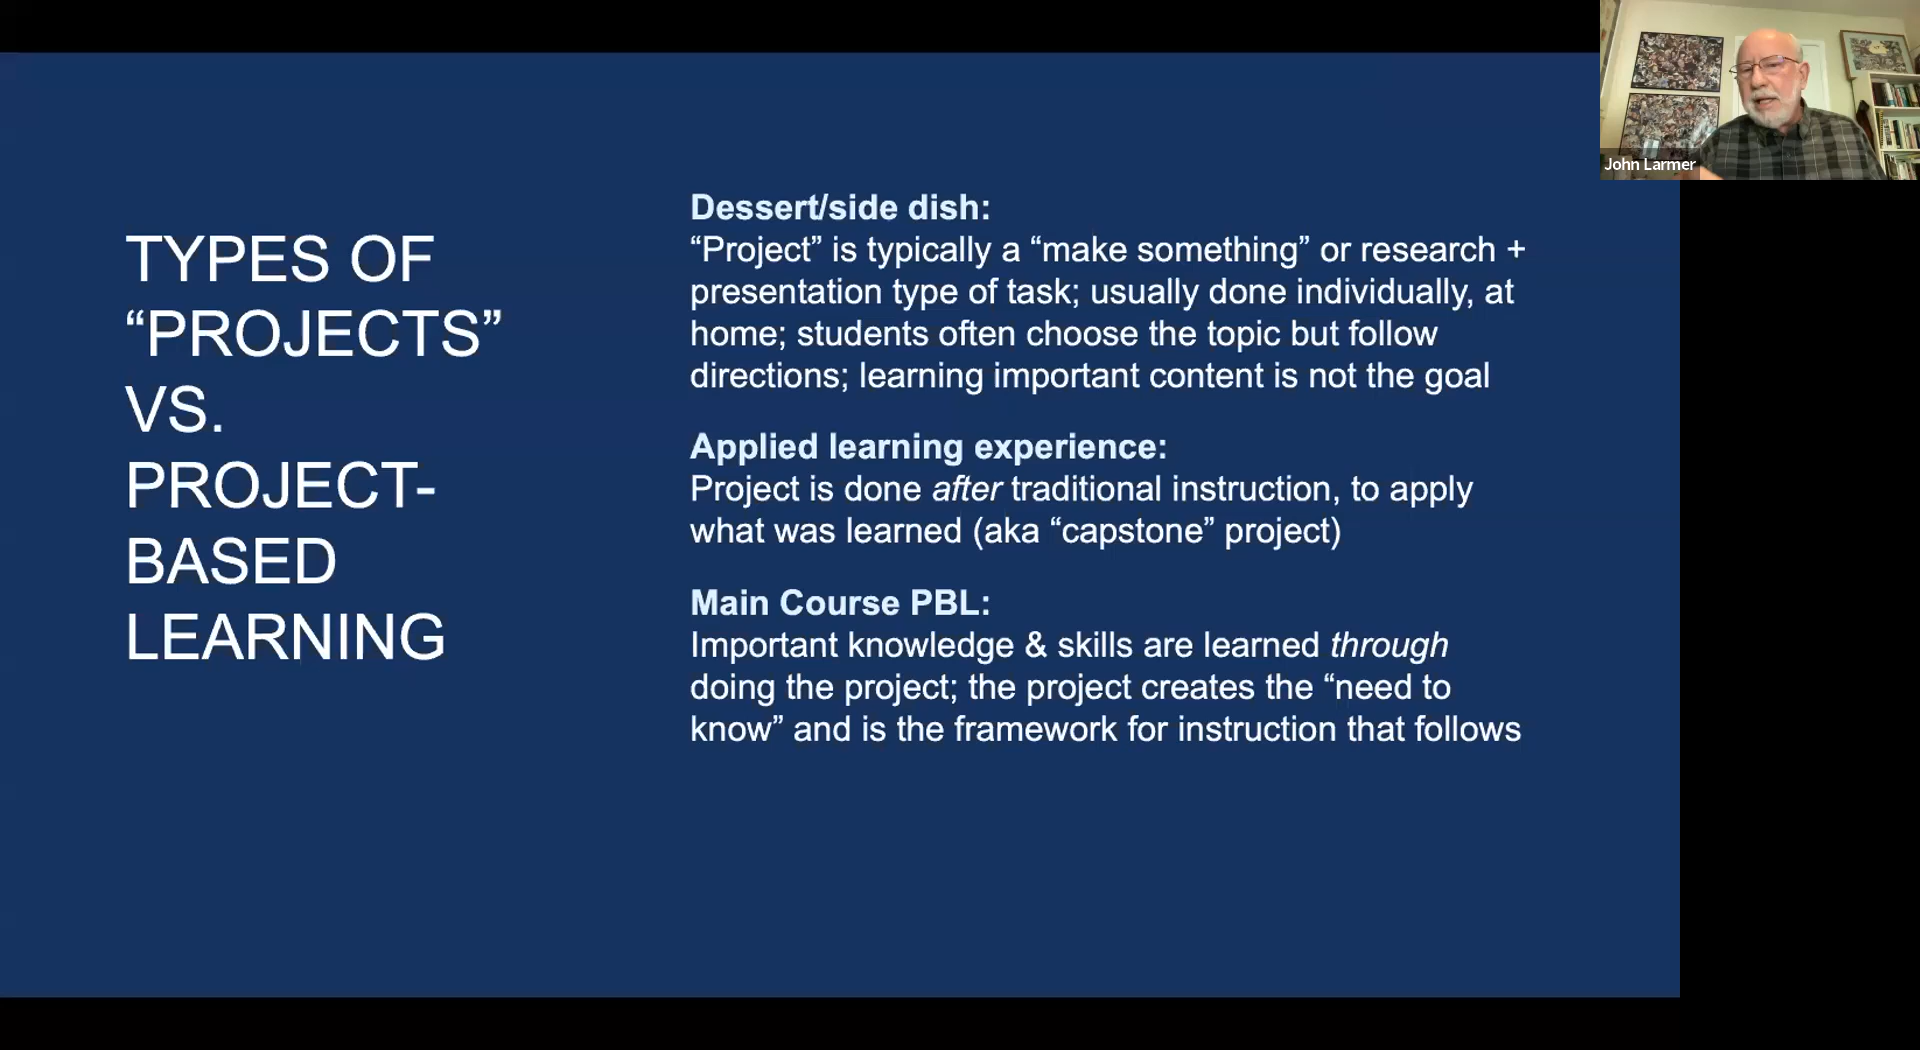 TYPES OF
“PROJECTS”
VS.
PROJECT-
BASED
LEARNING
Dessert/side dish:
“Project” is typically a “make something” or research +
presentation type of task; usually done individually, at
home; students often choose the topic but follow
directions; learning important content is not the goal
Applied learning experience:
Project is done after traditional instruction, to apply
what was learned (aka “capstone” project)
Main Course PBL:
Important knowledge & skills are learned through
doing the project; the project creates the “need to
know” and is the framework for instruction that follows
John Larmer